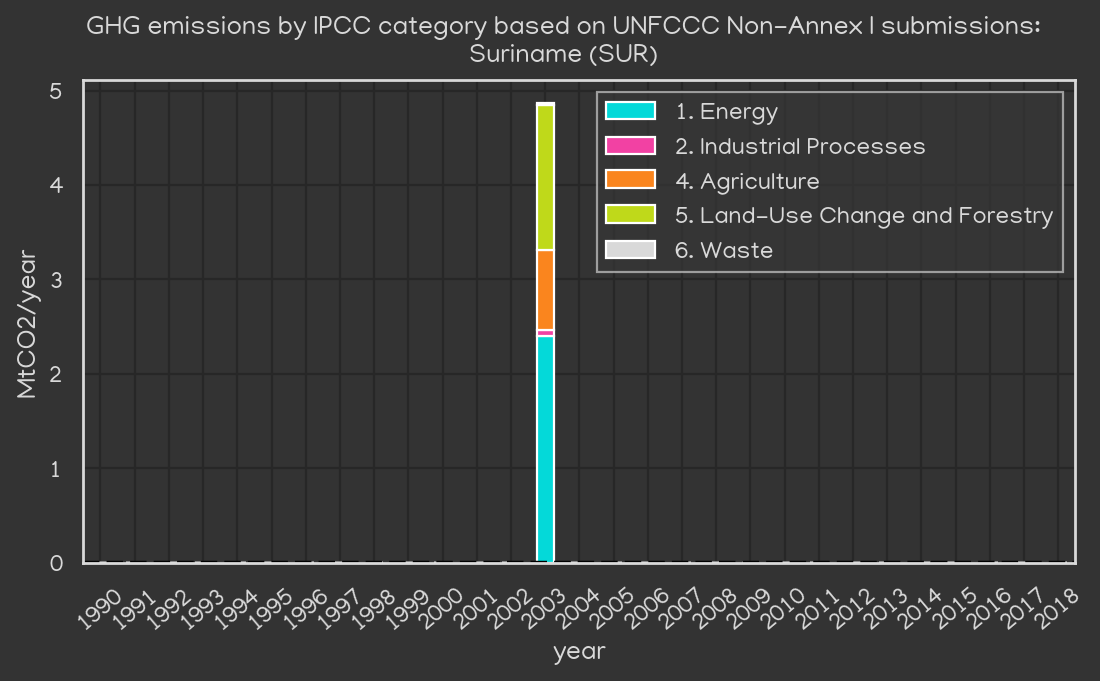 GHG emissions by IPCC category based on UNFCCC Non-Annex I submissions:
Suriname (SUR)
5
4
3
2
1
0
MtCO2/year
1. Energy
2. Industrial Processes
4. Agriculture
5. Land-Use Change and Forestry
6. Waste
1990 1991 1992 1993 1994 1995 1996 1997 1998 1999 2000 2001 2002 2003 2004 2005 2006 2007 2008 2009 2010 2011 2012 2013 2014 2015 2016 2017 2018
year